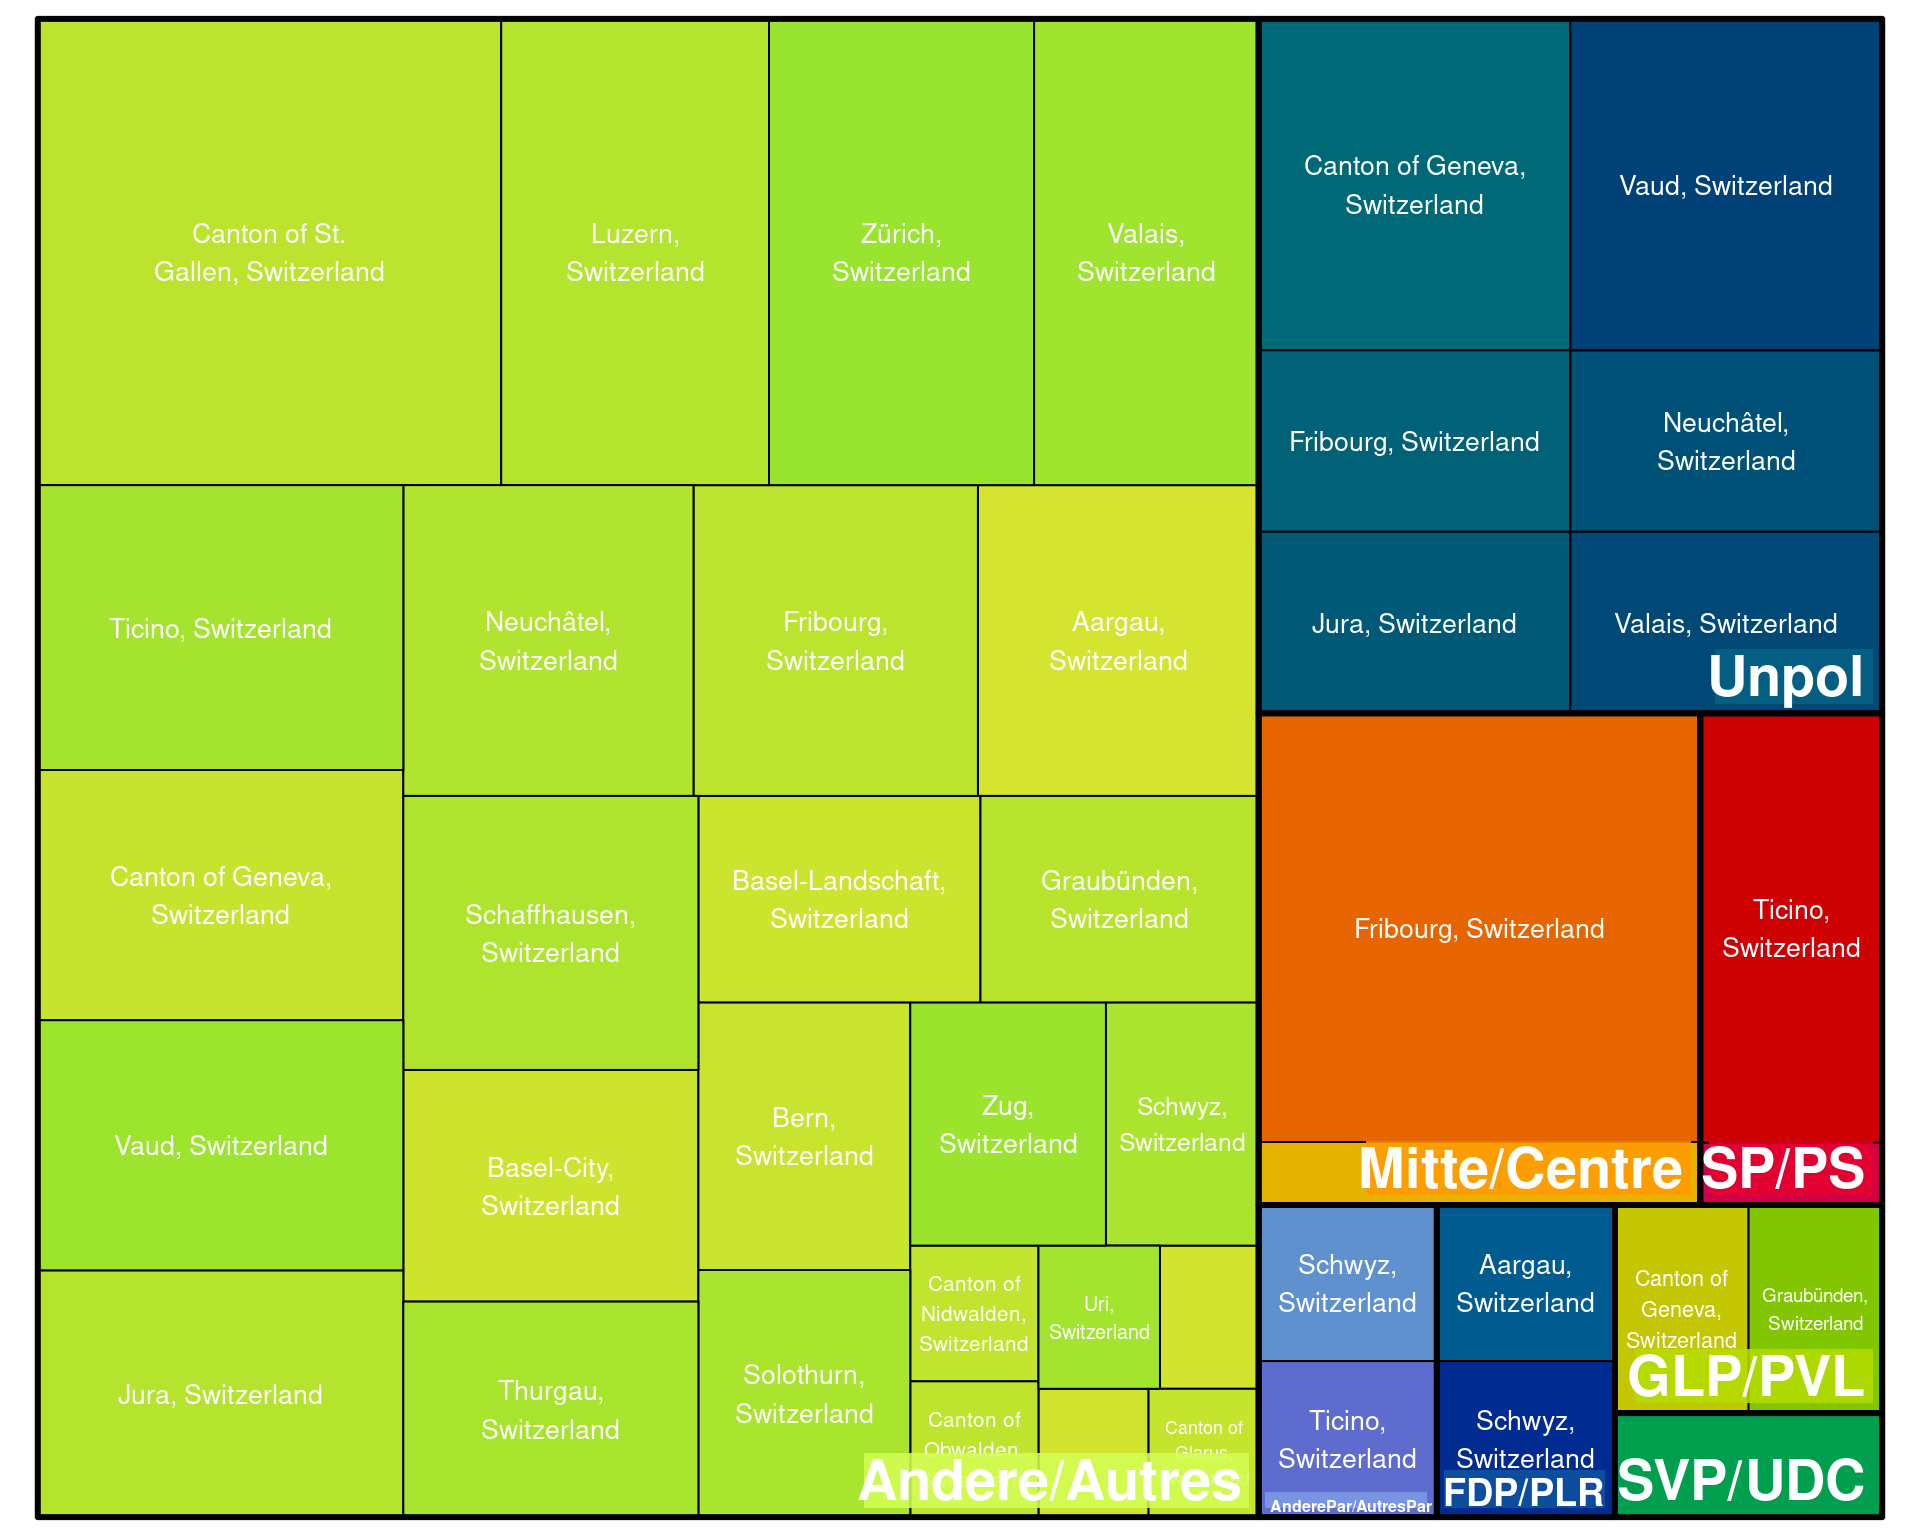 Canton of St.
Gallen, Switzerland
Luzern,
Switzerland
Zürich,
Switzerland
Valais,
Switzerland
Ticino, Switzerland
Neuchâtel,
Switzerland
Fribourg,
Switzerland
Aargau,
Switzerland
Canton of Geneva,
Switzerland
Schaffhausen,
Switzerland
Basel-Landschaft,
Switzerland
Graubünden,
Switzerland
Vaud, Switzerland
Basel-City,
Switzerland
Bern,
Switzerland
Zug,
Switzerland
Schwyz,
Switzerland
Jura, Switzerland
Thurgau,
Switzerland
Solothurn,
Switzerland
Canton of
Nidwalden,
Switzerland
Uri,
Switzerland
Canton of
Obwalden,
Canton of
Glarus,
Andere/Autres
Canton of Geneva,
Switzerland
Vaud, Switzerland
Fribourg, Switzerland
Neuchâtel,
Switzerland
Jura, Switzerland
Valais, Switzerland
Unpol
Fribourg, Switzerland
Mitte/Centre
Ticino,
Switzerland
SP/PS
Schwyz,
Switzerland
Ticino,
Switzerland
AnderePar/AutresPar
Aargau,
Switzerland
Schwyz,
Switzerland
FDP/PLR
Canton of
Geneva,
Switzerland
Graubünden,
Switzerland
GLP/PVL
SVP/UDC